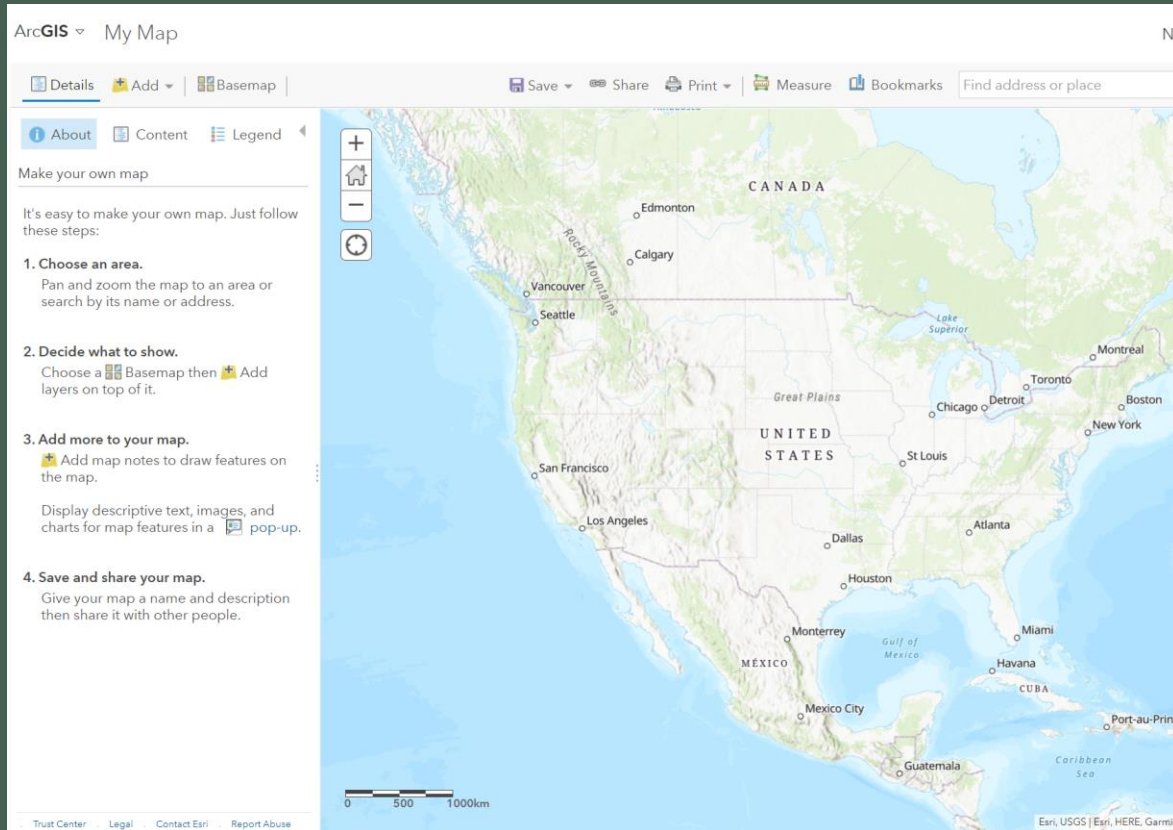 ArcGIS My Map
Details Add Basemap Save Share Print Measure Bookmarks Find address or place
About Content Legend
Make your own map
It's easy to make your own map. Just follow
these steps:
1. Choose an area.
Pan and zoom the map to an area or
search by its name or address.
2. Decide what to show.
Choose a Basemap then Add
layers on top of it.
3. Add more to your map.
Add map notes to draw features on
the map.
Display descriptive text, images, and
charts for map features in a pop-up.
4. Save and share your map.
Give your map a name and description
then share it with other people.
Trust Center . Legal . Contact Esri . Report Abuse
CANADA
Edmonton
Rocky Mountains
Calgary
Vancouver
Seattle
Lake
Superior
Montreal
Toronto
Great Plains
Chicago
Detroit
Boston
New York
UNITED
STATES
St Louis
San Francisco
Los Angeles
Atlanta
Dallas
Houston
Monterrey
Gulf of
Mexico
Miami
MÉXICO
Havana
CUBA
Mexico City
Port-au-Prin
Guatemala
Caribbean
Sea
0 500 1000km
Esri, USGS | Esri, HERE, Garmi